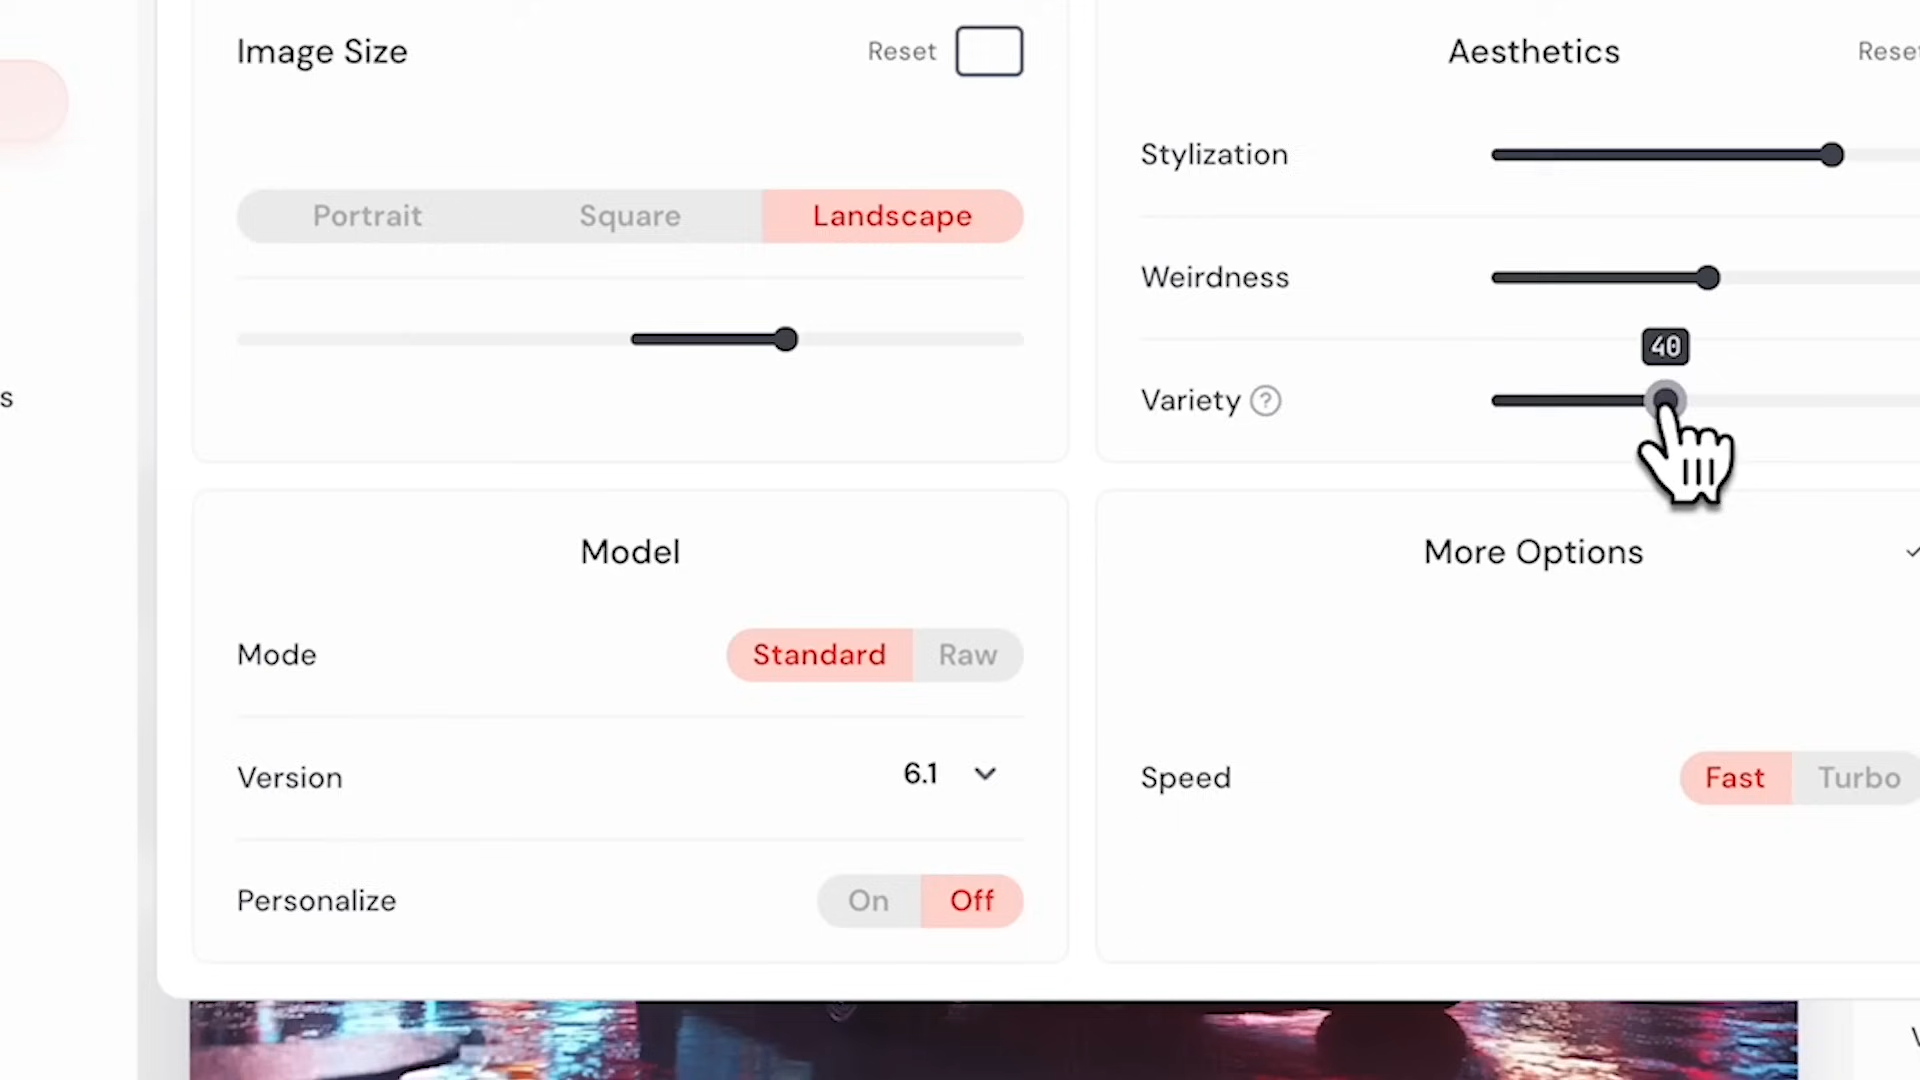 Image Size
Reset
Portrait
Square
Landscape
Aesthetics
Reset
Stylization
Weirdness
40
Variety ?
s
Model
Mode
Standard
Raw
Version
6.1
Personalize
On
Off
More Options
Speed
Fast
Turbo